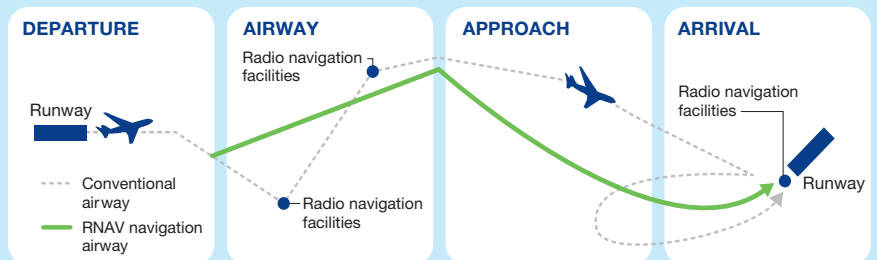 DEPARTURE
Runway
Conventional
airway
RNAV navigation
airway
AIRWAY
Radio navigation
facilities
Radio navigation
facilities
APPROACH
ARRIVAL
Radio navigation
facilities
Runway